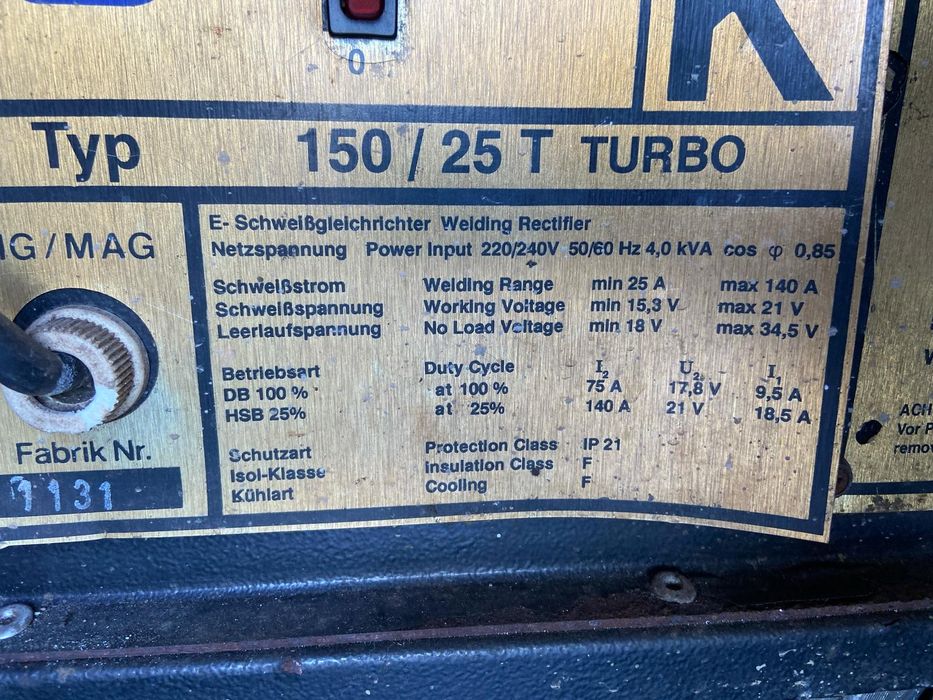 0
K
Typ 150 / 25 T TURBO
IG / MAG
E- Schweißgleichrichter Welding Rectifier
Netzspannung Power Input 220/240V 50/60 Hz 4,0 kVA cos φ 0,85
Schweißstrom Welding Range min 25 A max 140 A
Schweißspannung Working Voltage min 15,3 V max 21 V
Leerlaufspannung No Load Voltage min 18 V max 34,5 V
Betriebsart Duty Cycle I₂ U₂ I₁
DB 100 % at 100 % 75 A 17,8 V 9,5 A
HSB 25% at 25% 140 A 21 V 18,5 A
Schutzart Protection Class IP 21
Isol-Klasse Insulation Class F
Kühlart Cooling F
Fabrik Nr.
9131
ACH
Vor P
remov